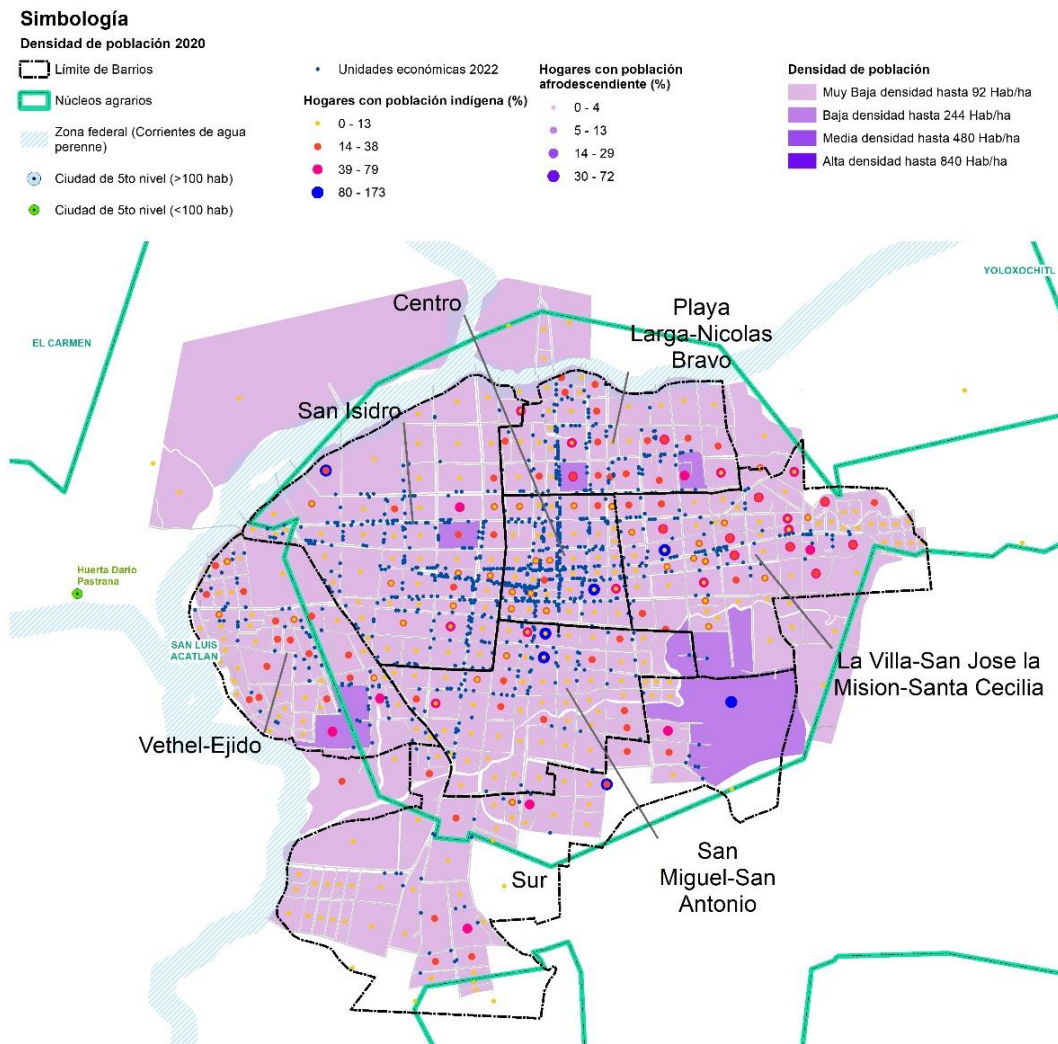 Simbología
Densidad de población 2020
Límite de Barrios
Núcleos agrarios
Zona federal (Corrientes de agua
perenne)
Ciudad de 5to nivel (>100 hab)
Ciudad de 5to nivel (<100 hab)
Unidades económicas 2022
Hogares con población indígena (%)
0 - 13
14 - 38
39 - 79
80 - 173
Hogares con población
afrodescendiente (%)
0 - 4
5 - 13
14 - 29
30 - 72
Densidad de población
Muy Baja densidad hasta 92 Hab/ha
Baja densidad hasta 244 Hab/ha
Media densidad hasta 480 Hab/ha
Alta densidad hasta 840 Hab/ha
YOLOXOCHITL
Centro
Playa
Larga-Nicolas
Bravo
EL CARMEN
San Isidro
Huerta Darío
Pastrana
SAN LUIS
ACATLAN
La Villa-San Jose la
Mision-Santa Cecilia
Vethel-Ejido
San
Miguel-San
Antonio
Sur